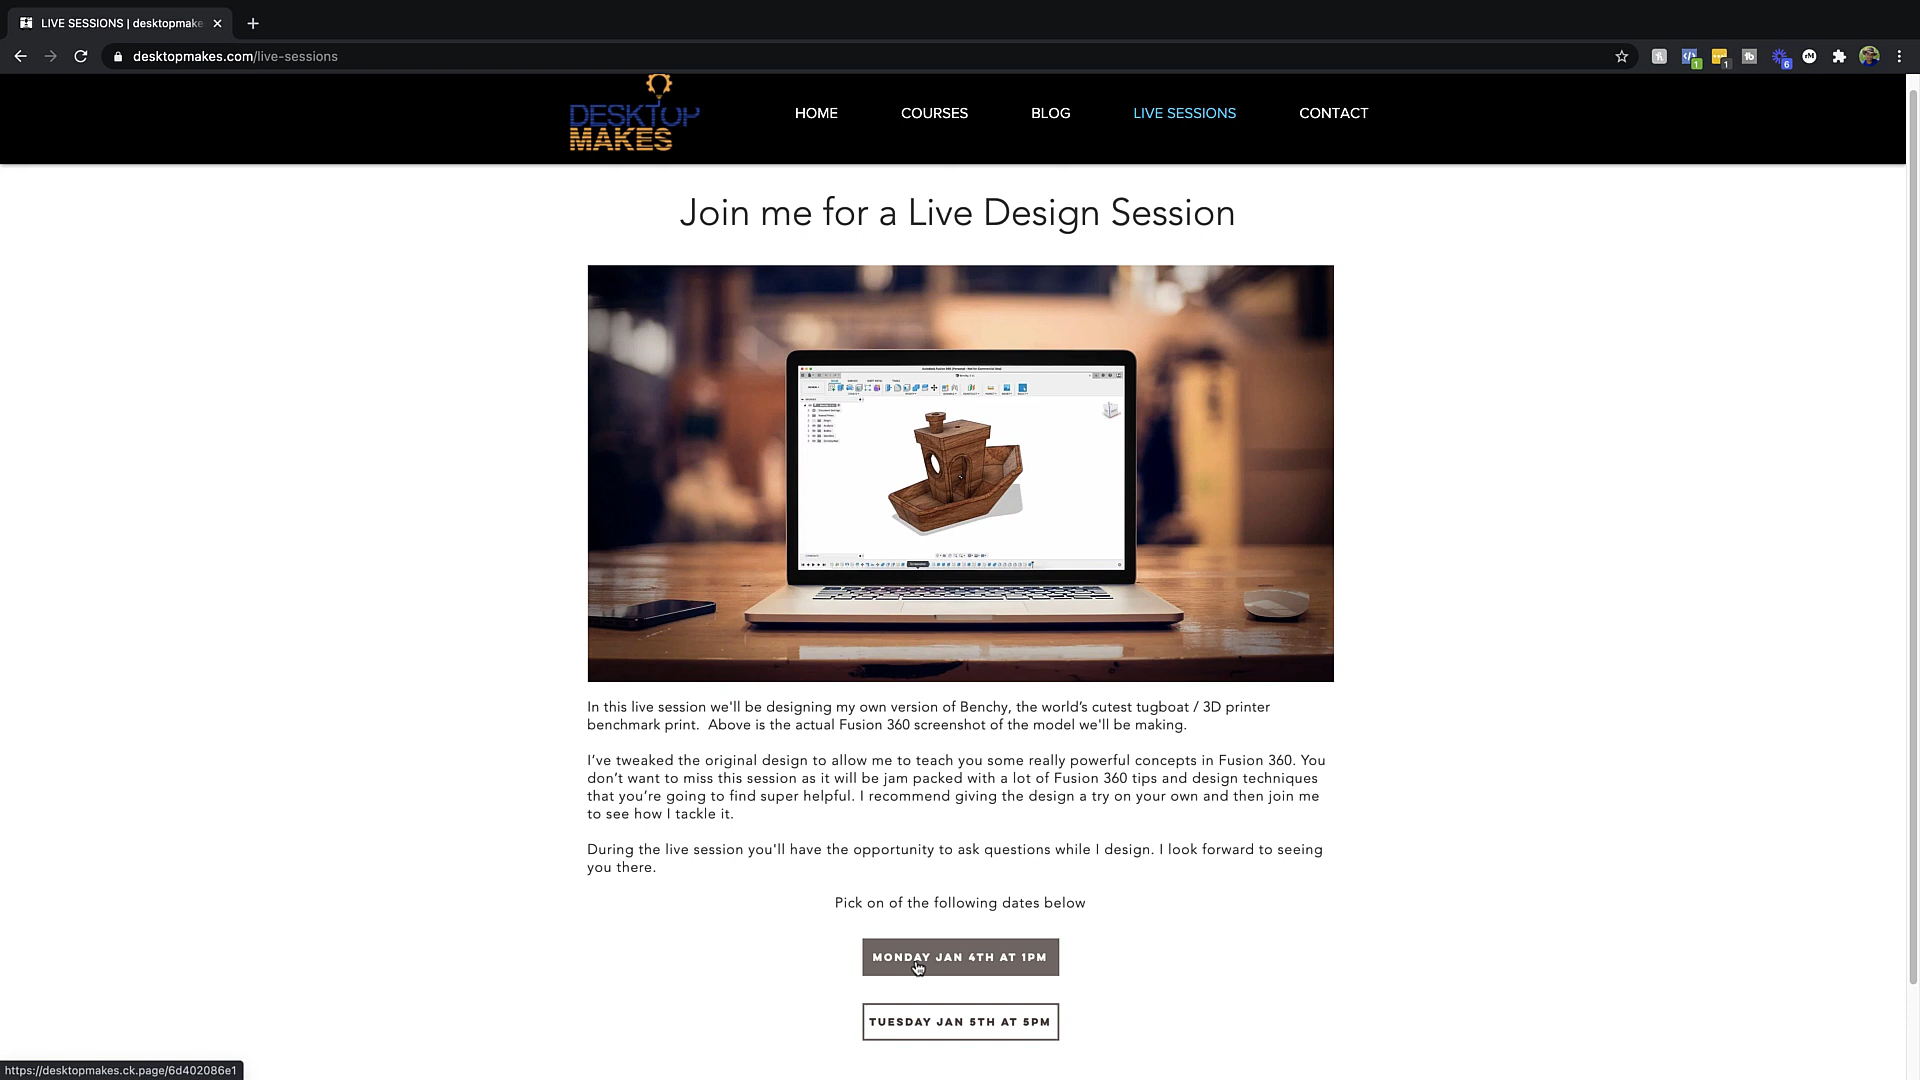 LIVE SESSIONS | desktopmake
desktopmakes.com/live-sessions
1
1
6
DESKTOP
MAKES
HOME
COURSES
BLOG
LIVE SESSIONS
CONTACT
Join me for a Live Design Session
In this live session we'll be designing my own version of Benchy, the world’s cutest tugboat / 3D printer
benchmark print.  Above is the actual Fusion 360 screenshot of the model we'll be making.
I’ve tweaked the original design to allow me to teach you some really powerful concepts in Fusion 360. You
don’t want to miss this session as it will be jam packed with a lot of Fusion 360 tips and design techniques
that you’re going to find super helpful. I recommend giving the design a try on your own and then join me
to see how I tackle it.
During the live session you'll have the opportunity to ask questions while I design. I look forward to seeing
you there.
Pick on of the following dates below
MONDAY JAN 4TH AT 1PM
TUESDAY JAN 5TH AT 5PM
https://desktopmakes.ck.page/6d402086e1